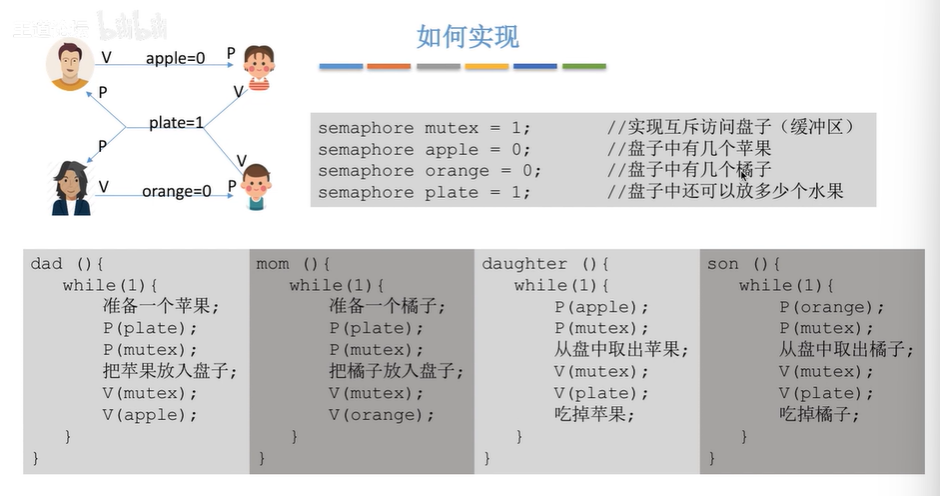 如何实现
V apple=0 P
P V
plate=1
P V
V orange=0 P
semaphore mutex = 1; //实现互斥访问盘子（缓冲区）
semaphore apple = 0; //盘子中有几个苹果
semaphore orange = 0; //盘子中有几个橘子
semaphore plate = 1; //盘子中还可以放多少个水果
dad (){
while(1){
准备一个苹果;
P(plate);
P(mutex);
把苹果放入盘子;
V(mutex);
V(apple);
}
}
mom (){
while(1){
准备一个橘子;
P(plate);
P(mutex);
把橘子放入盘子;
V(mutex);
V(orange);
}
}
daughter (){
while(1){
P(apple);
P(mutex);
从盘中取出苹果;
V(mutex);
V(plate);
吃掉苹果;
}
}
son (){
while(1){
P(orange);
P(mutex);
从盘中取出橘子;
V(mutex);
V(plate);
吃掉橘子;
}
}